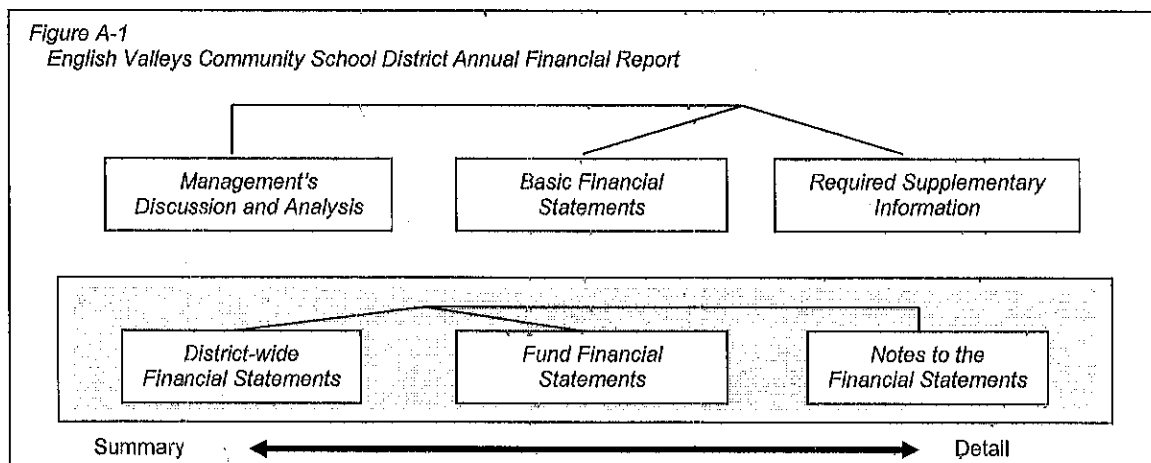 Figure A-1
English Valleys Community School District Annual Financial Report
Management's
Discussion and Analysis
Basic Financial
Statements
Required Supplementary
Information
District-wide
Financial Statements
Fund Financial
Statements
Notes to the
Financial Statements
Summary
Detail